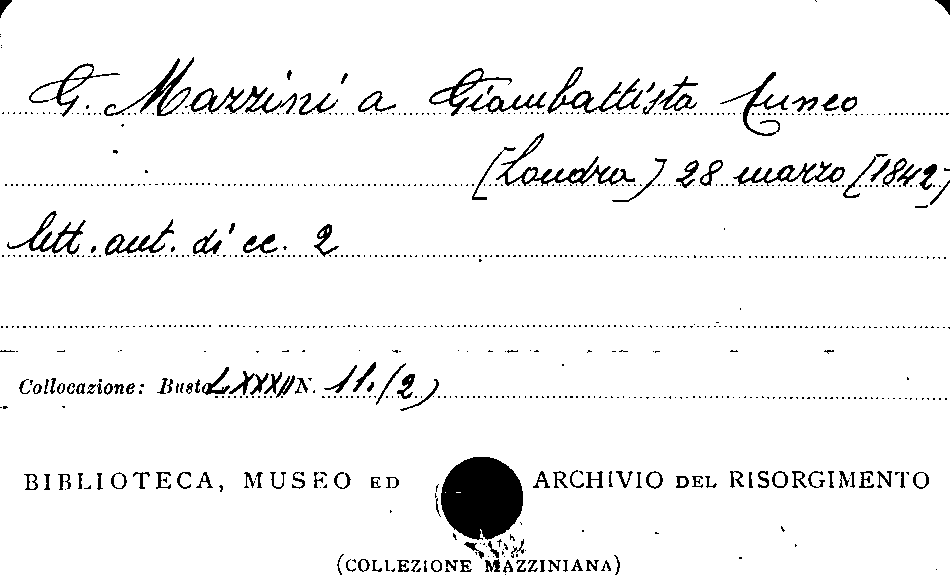 G. Mazzini a Giambattista Cuneo
[Londra] 28 marzo [1842]
lett. aut. di cc. 2
Collocazione: Busta LXXXII N. 11.(2)
BIBLIOTECA, MUSEO ED ARCHIVIO DEL RISORGIMENTO
(COLLEZIONE MAZZINIANA)